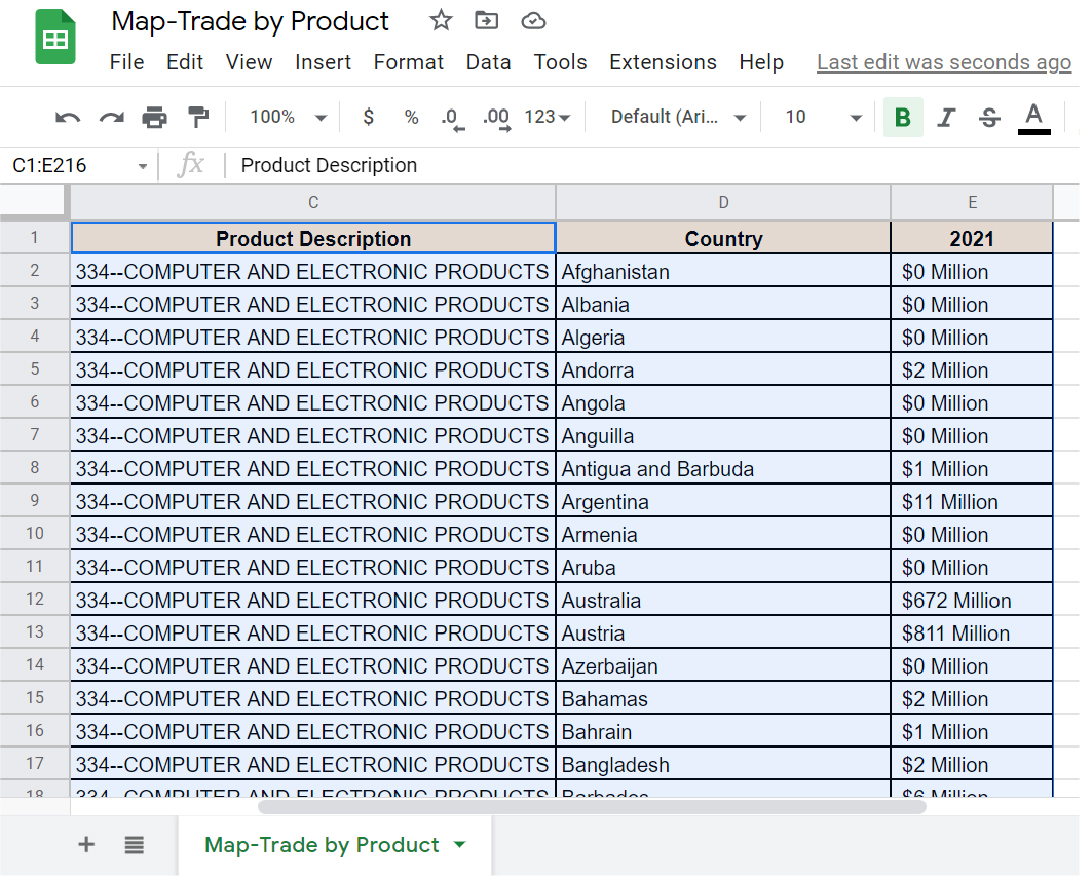 Map-Trade by Product
File Edit View Insert Format Data Tools Extensions Help Last edit was seconds ago
100% $ % .0 .00 123 Default (Ari... 10 B I S A
C1:E216 fx Product Description
C D E
1 Product Description Country 2021
2 334--COMPUTER AND ELECTRONIC PRODUCTS Afghanistan $0 Million
3 334--COMPUTER AND ELECTRONIC PRODUCTS Albania $0 Million
4 334--COMPUTER AND ELECTRONIC PRODUCTS Algeria $0 Million
5 334--COMPUTER AND ELECTRONIC PRODUCTS Andorra $2 Million
6 334--COMPUTER AND ELECTRONIC PRODUCTS Angola $0 Million
7 334--COMPUTER AND ELECTRONIC PRODUCTS Anguilla $0 Million
8 334--COMPUTER AND ELECTRONIC PRODUCTS Antigua and Barbuda $1 Million
9 334--COMPUTER AND ELECTRONIC PRODUCTS Argentina $11 Million
10 334--COMPUTER AND ELECTRONIC PRODUCTS Armenia $0 Million
11 334--COMPUTER AND ELECTRONIC PRODUCTS Aruba $0 Million
12 334--COMPUTER AND ELECTRONIC PRODUCTS Australia $672 Million
13 334--COMPUTER AND ELECTRONIC PRODUCTS Austria $811 Million
14 334--COMPUTER AND ELECTRONIC PRODUCTS Azerbaijan $0 Million
15 334--COMPUTER AND ELECTRONIC PRODUCTS Bahamas $2 Million
16 334--COMPUTER AND ELECTRONIC PRODUCTS Bahrain $1 Million
17 334--COMPUTER AND ELECTRONIC PRODUCTS Bangladesh $2 Million
18 334--COMPUTER AND ELECTRONIC PRODUCTS Barbados $6 Million
Map-Trade by Product